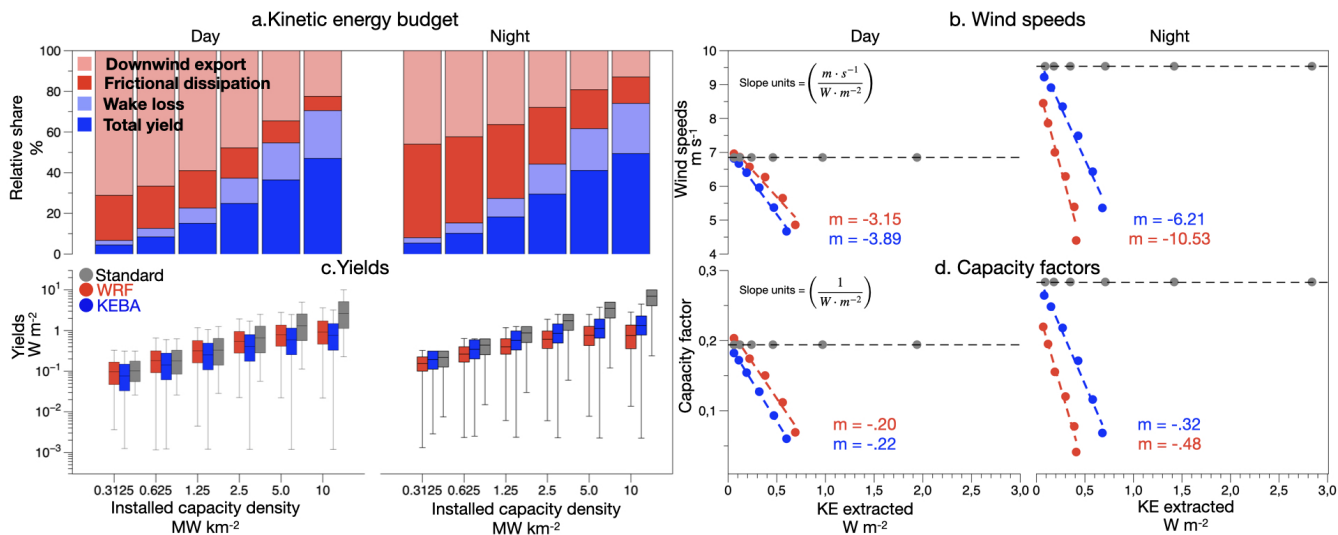 a.Kinetic energy budget
Day
Night
Relative share
%
100
80
60
40
20
0
Downwind export
Frictional dissipation
Wake loss
Total yield
c.Yields
Standard
WRF
KEBA
Yields
W m-2
10¹
1
10⁻¹
10⁻²
10⁻³
0.3125 0.625 1.25 2.5 5.0 10
0.3125 0.625 1.25 2.5 5.0 10
Installed capacity density
MW km-2
Installed capacity density
MW km-2
b. Wind speeds
Day
Night
Wind speeds
m s-1
10
9
8
7
6
5
4
Slope units = (m · s⁻¹ / W · m⁻²)
m = -3.15
m = -3.89
m = -6.21
m = -10.53
d. Capacity factors
Capacity factor
0,3
0,2
0,1
Slope units = (1 / W · m⁻²)
m = -.20
m = -.22
m = -.32
m = -.48
0 0,5 1,0 1,5 2,0 3,0
0 0,5 1,0 1,5 2,0 3,0
KE extracted
W m-2
KE extracted
W m-2